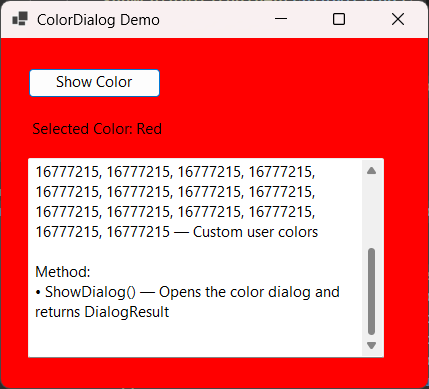 ColorDialog Demo
Show Color
Selected Color: Red
16777215, 16777215, 16777215, 16777215,
16777215, 16777215, 16777215, 16777215,
16777215, 16777215, 16777215, 16777215,
16777215, 16777215 — Custom user colors
Method:
• ShowDialog() — Opens the color dialog and
returns DialogResult